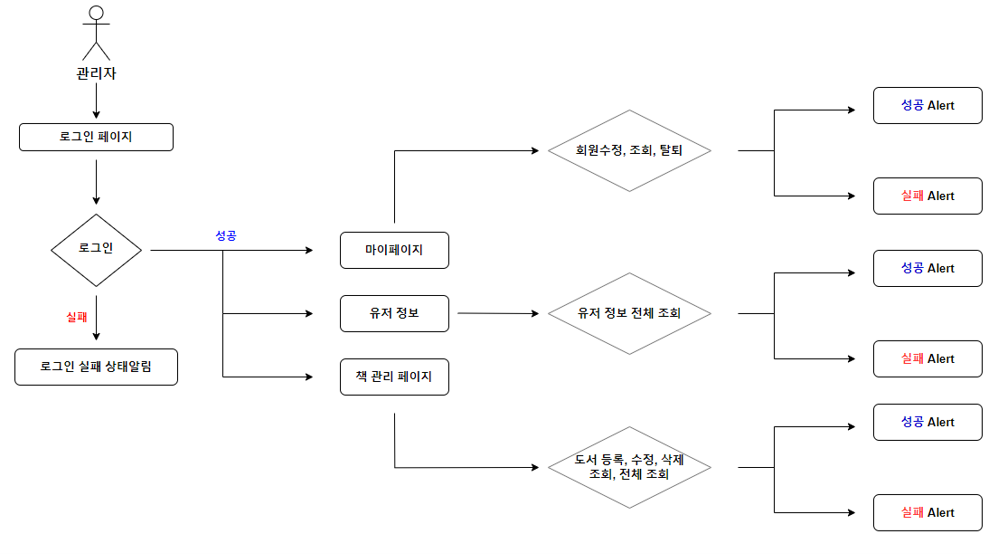 관리자
로그인 페이지
로그인
성공
실패
로그인 실패 상태알림
마이페이지
유저 정보
책 관리 페이지
회원수정, 조회, 탈퇴
유저 정보 전체 조회
도서 등록, 수정, 삭제
조회, 전체 조회
성공 Alert
실패 Alert
성공 Alert
실패 Alert
성공 Alert
실패 Alert